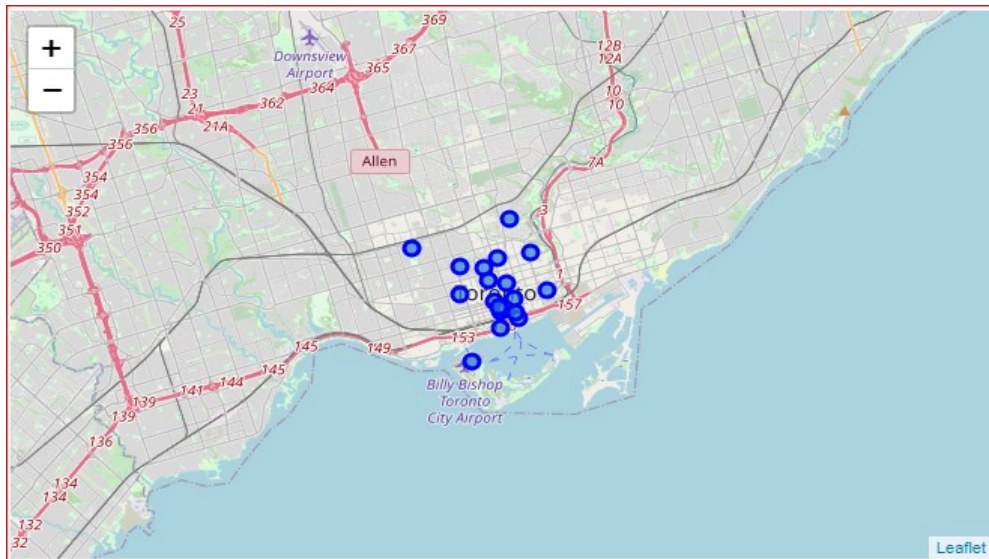 25
369
367
365
364
362
Downsview
Airport
12B
12A
+
−
23
21
21A
10
10
356
356
Allen
7A
354
354
352
351
350
3
1
Toronto
157
153
149
145
145
144
141
139
139
136
134
134
132
32
Billy Bishop
Toronto
City Airport
Leaflet